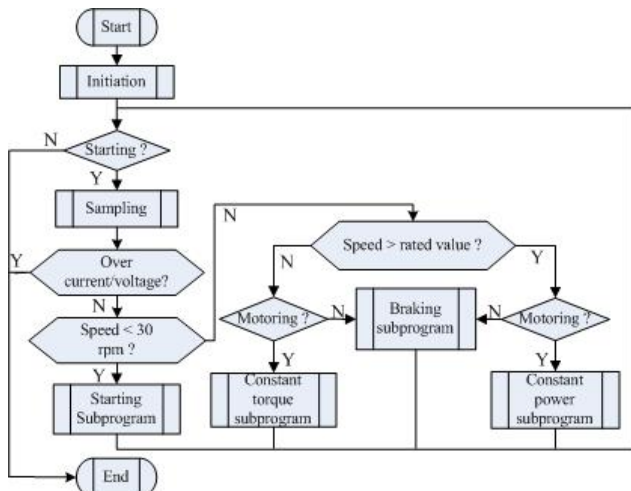 Start
Initiation
N
Starting ?
Y
Sampling
N
Y
Over
current/voltage?
Speed > rated value ?
N
Y
N
Speed < 30
rpm ?
Motoring ?
N
Braking
subprogram
N
Motoring ?
Y
Y
Y
Starting
Subprogram
Constant
torque
subprogram
Constant
power
subprogram
End